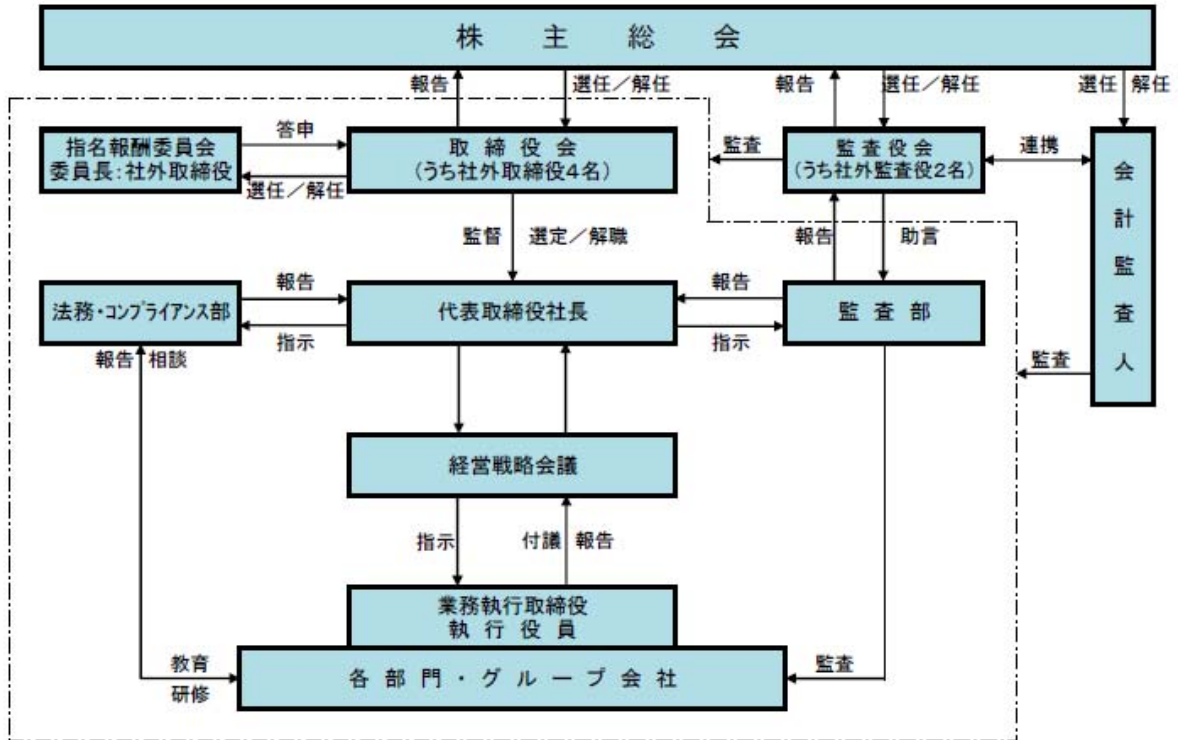 株主総会
報告
選任／解任
報告
選任／解任
選任
解任
指名報酬委員会
委員長：社外取締役
答申
選任／解任
取締役会
（うち社外取締役4名）
監査
監査役会
（うち社外監査役2名）
連携
会計監査人
監督
選定／解職
報告
助言
法務・コンプライアンス部
報告
指示
代表取締役社長
報告
指示
監査部
報告
相談
監査
経営戦略会議
指示
付議
報告
業務執行取締役
執行役員
教育
研修
各部門・グループ会社
監査